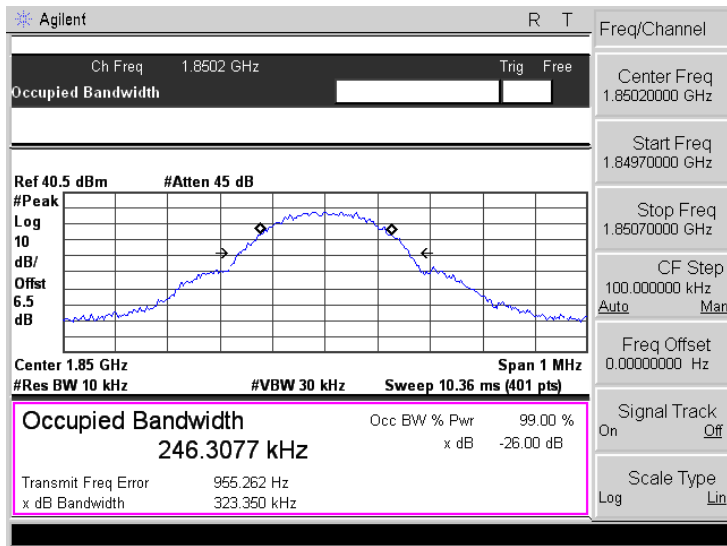 Agilent R T
Ch Freq 1.8502 GHz Trig Free
Occupied Bandwidth
Ref 40.5 dBm #Atten 45 dB
#Peak
Log
10
dB/
Offst
6.5
dB
Center 1.85 GHz Span 1 MHz
#Res BW 10 kHz #VBW 30 kHz Sweep 10.36 ms (401 pts)
Occupied Bandwidth
246.3077 kHz
Occ BW % Pwr 99.00 %
x dB -26.00 dB
Transmit Freq Error 955.262 Hz
x dB Bandwidth 323.350 kHz
Freq/Channel
Center Freq
1.85020000 GHz
Start Freq
1.84970000 GHz
Stop Freq
1.85070000 GHz
CF Step
100.000000 kHz
Auto Man
Freq Offset
0.00000000 Hz
Signal Track
On Off
Scale Type
Log Lin